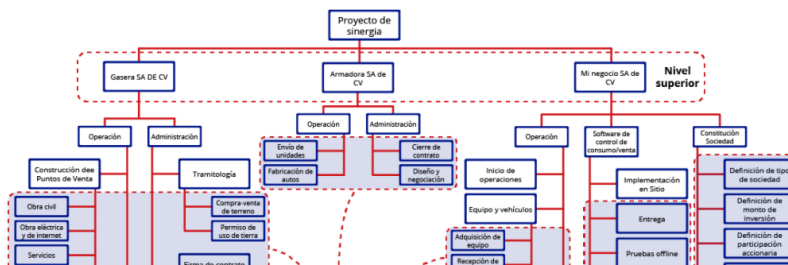 Proyecto de
sinergia
Gasera SA DE CV
Armadora SA de
CV
Mi negocio SA de
CV
Nivel
superior
Operación
Administración
Operación
Administración
Operación
Software de
control de
consumo/venta
Constitución
Sociedad
Construcción dee
Puntos de Venta
Tramitología
Envío de
unidades
Cierre de
contrato
Fabricación de
autos
Diseño y
negociación
Inicio de
operaciones
Implementación
en Sitio
Definición de tipo
de sociedad
Obra civil
Compra-venta
de terreno
Equipo y vehículos
Entrega
Definición de
monto de
inversión
Obra eléctrica
y de internet
Permiso de
uso de tierra
Adquisición de
equipo
Pruebas offline
Definición de
participación
accionaria
Servicios
Firma de contrato
Recepción de